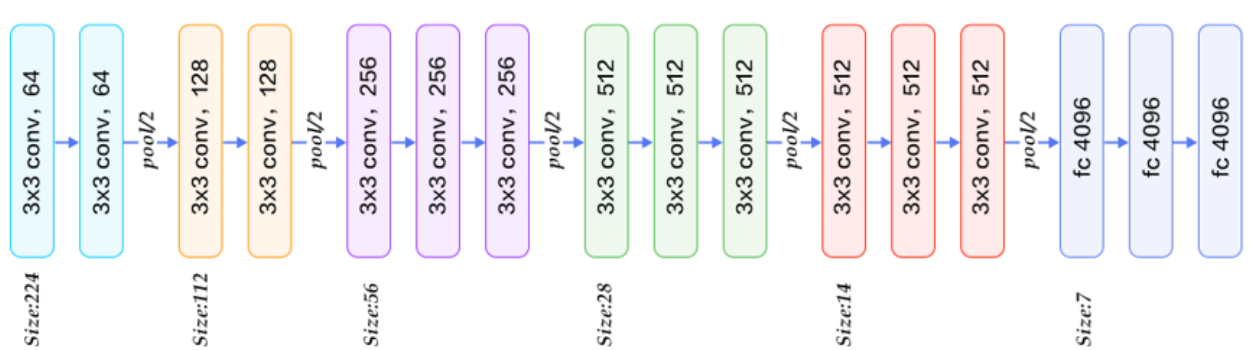 3x3 conv, 64
3x3 conv, 64
pool/2
3x3 conv, 128
3x3 conv, 128
pool/2
3x3 conv, 256
3x3 conv, 256
3x3 conv, 256
pool/2
3x3 conv, 512
3x3 conv, 512
3x3 conv, 512
pool/2
3x3 conv, 512
3x3 conv, 512
3x3 conv, 512
pool/2
fc 4096
fc 4096
fc 4096
Size:224
Size:112
Size:56
Size:28
Size:14
Size:7